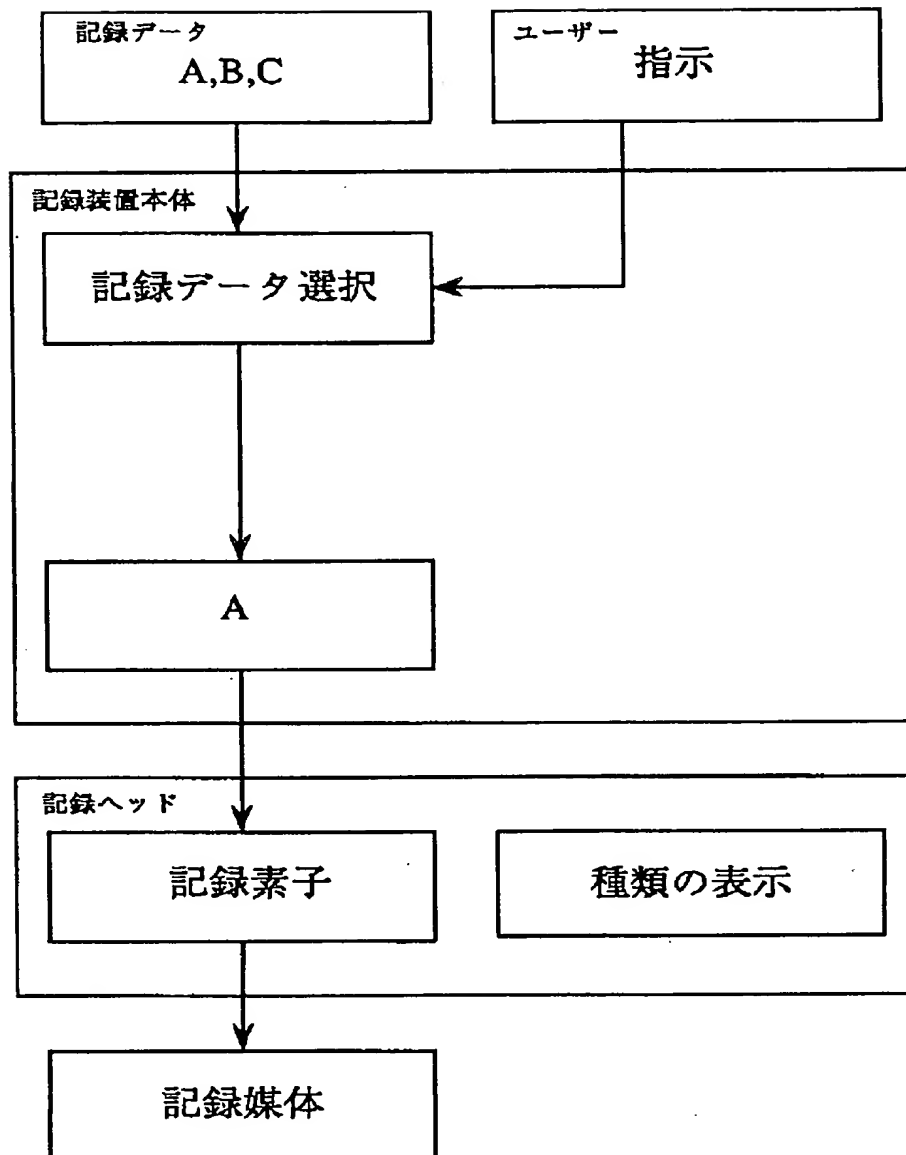 記録データ
A,B,C
ユーザー
指示
記録装置本体
記録データ選択
A
記録ヘッド
記録素子
種類の表示
記録媒体